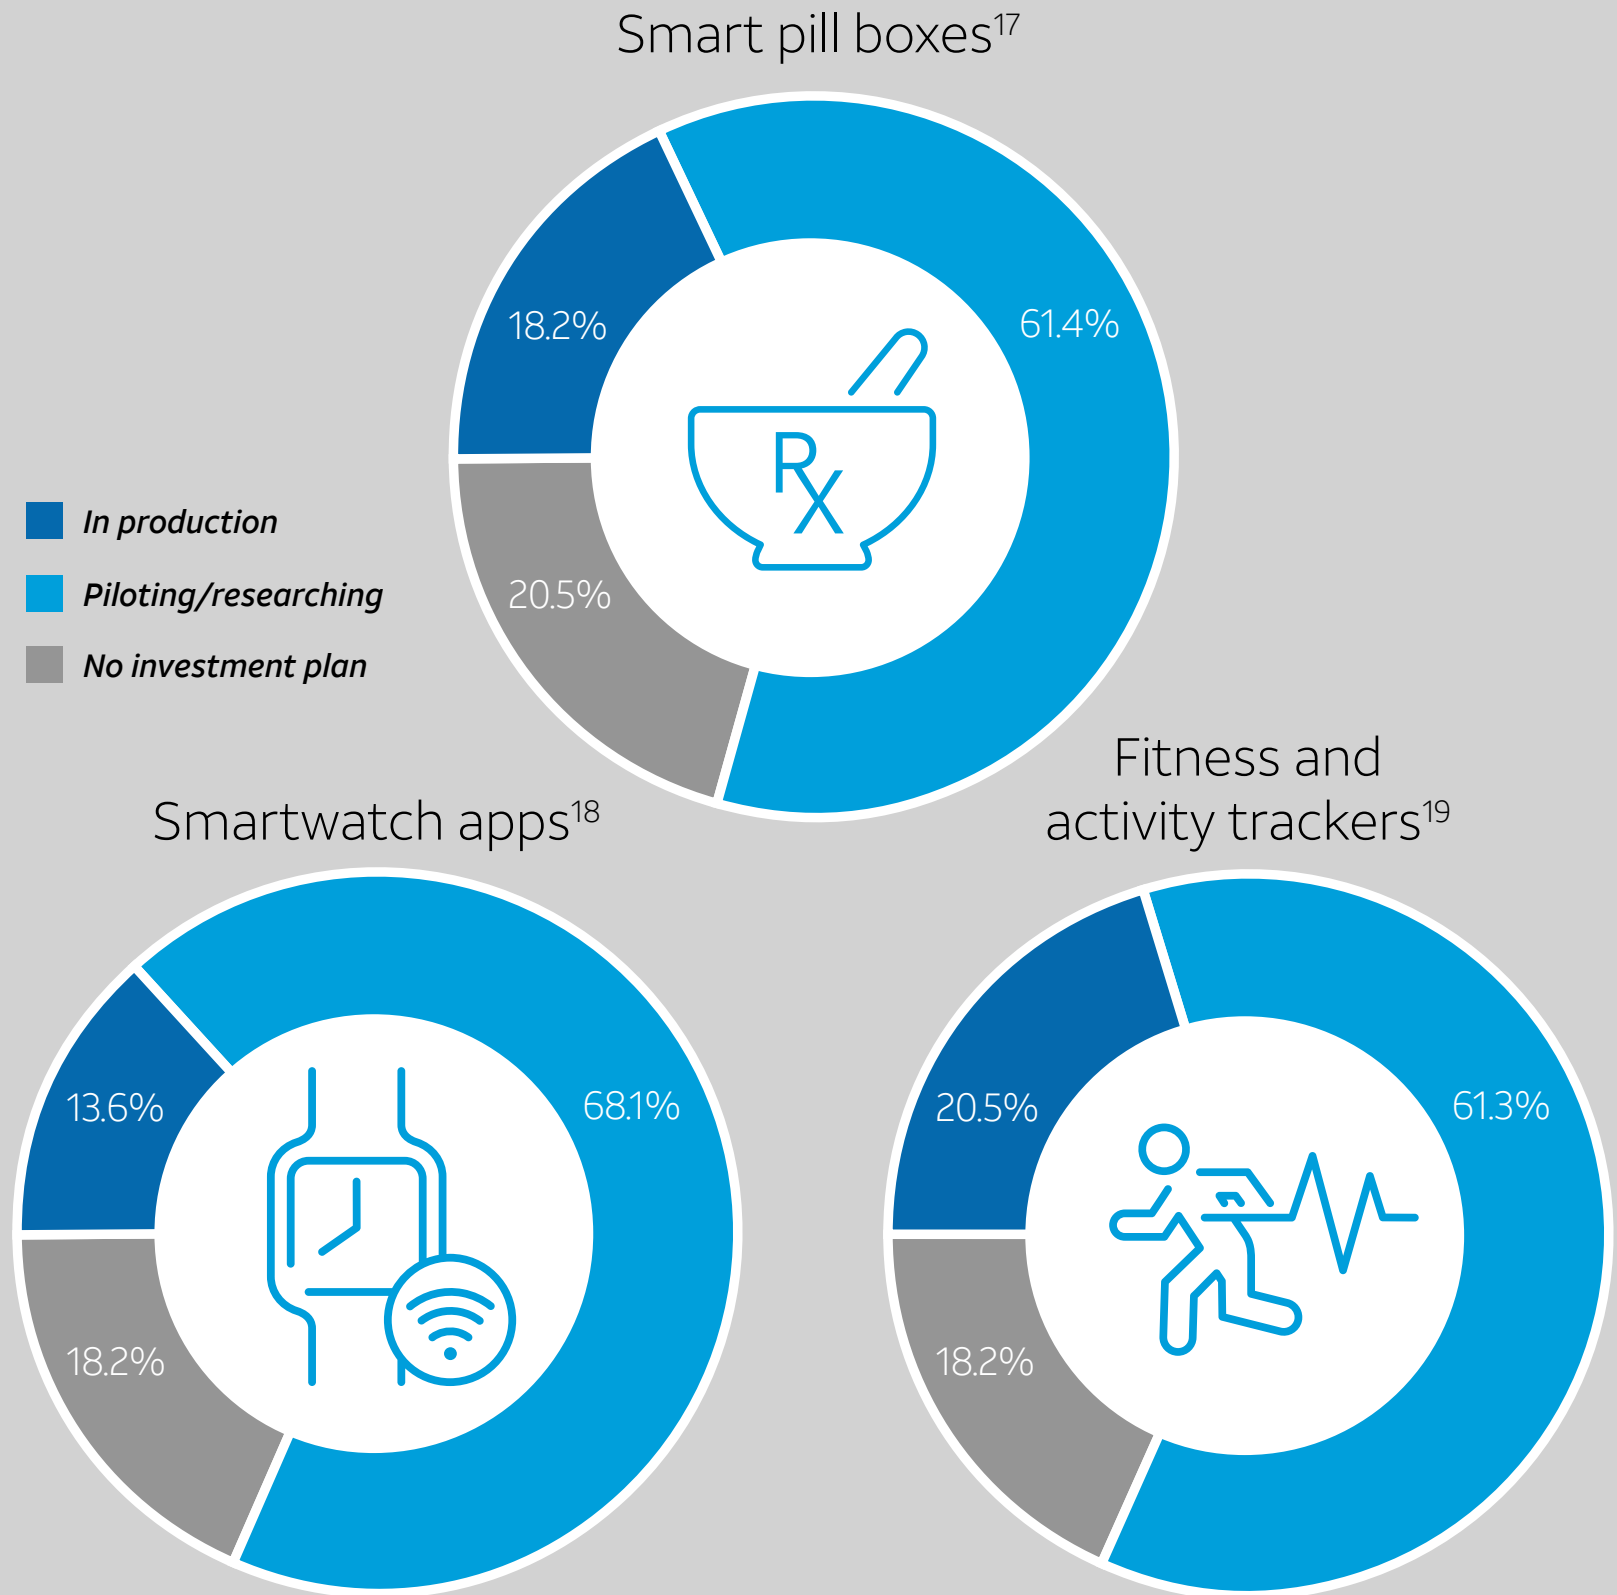 Smart pill boxes17
18.2%
61.4%
20.5%
Rx
In production
Piloting/researching
No investment plan
Smartwatch apps18
13.6%
68.1%
18.2%
Fitness and
activity trackers19
20.5%
61.3%
18.2%